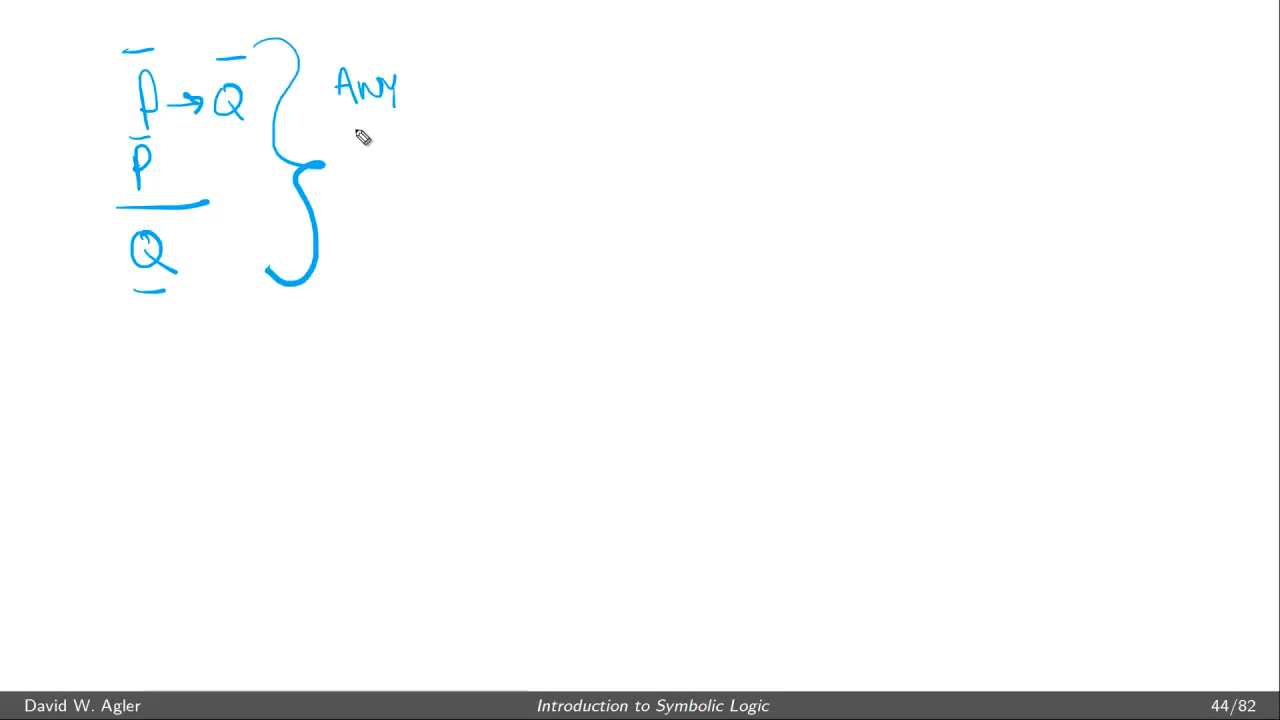 P → Q
Any
P
Q
David W. Agler Introduction to Symbolic Logic 44/82